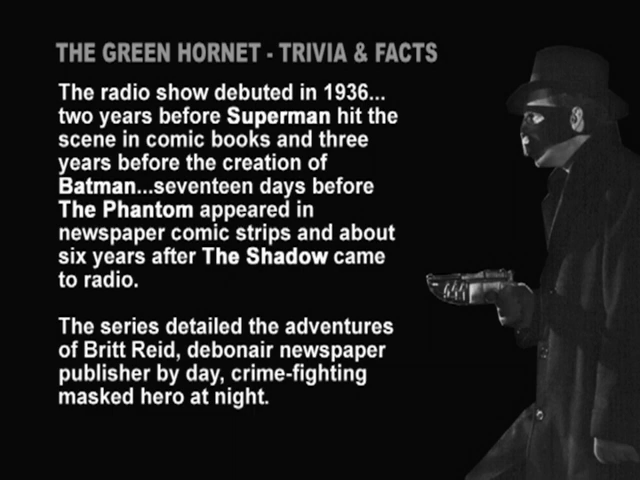 THE GREEN HORNET - TRIVIA & FACTS
The radio show debuted in 1936...
two years before Superman hit the
scene in comic books and three
years before the creation of
Batman...seventeen days before
The Phantom appeared in
newspaper comic strips and about
six years after The Shadow came
to radio.
The series detailed the adventures
of Britt Reid, debonair newspaper
publisher by day, crime-fighting
masked hero at night.